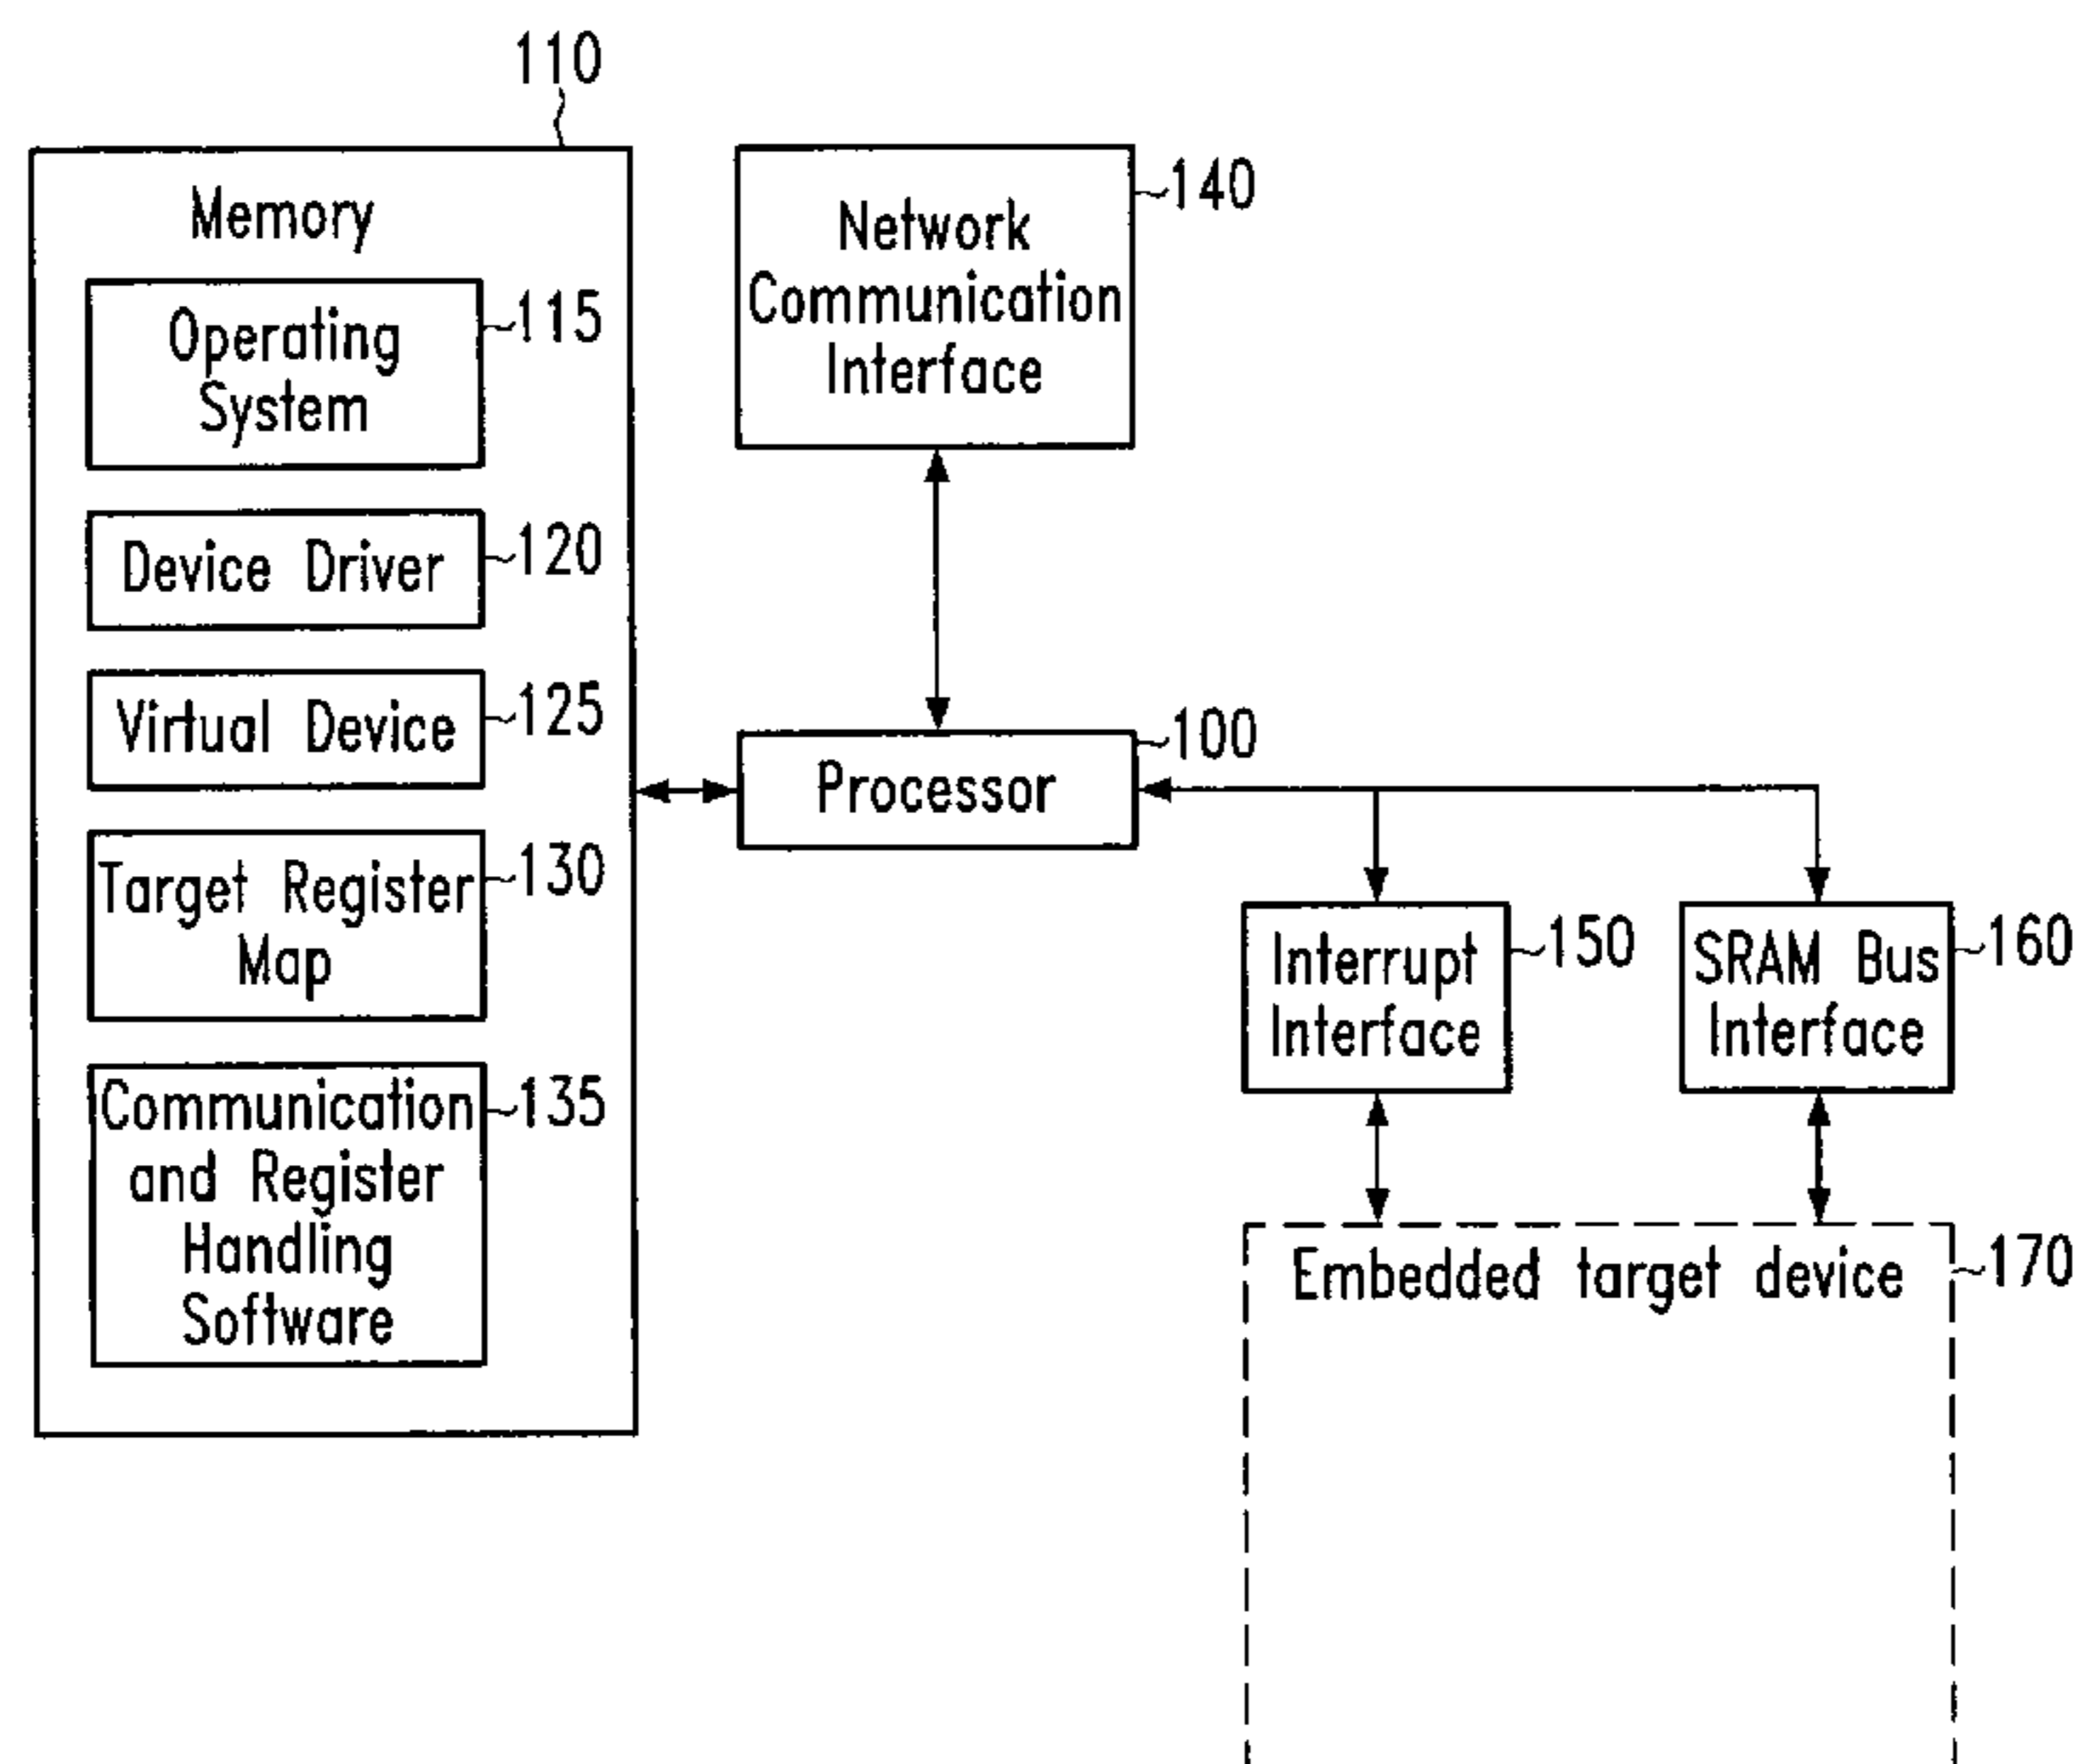 110
Memory
Operating
System
115
Device Driver
120
Virtual Device
125
Target Register
Map
130
Communication
and Register
Handling
Software
135
Network
Communication
Interface
140
Processor
100
Interrupt
Interface
150
SRAM Bus
Interface
160
Embedded target device
170